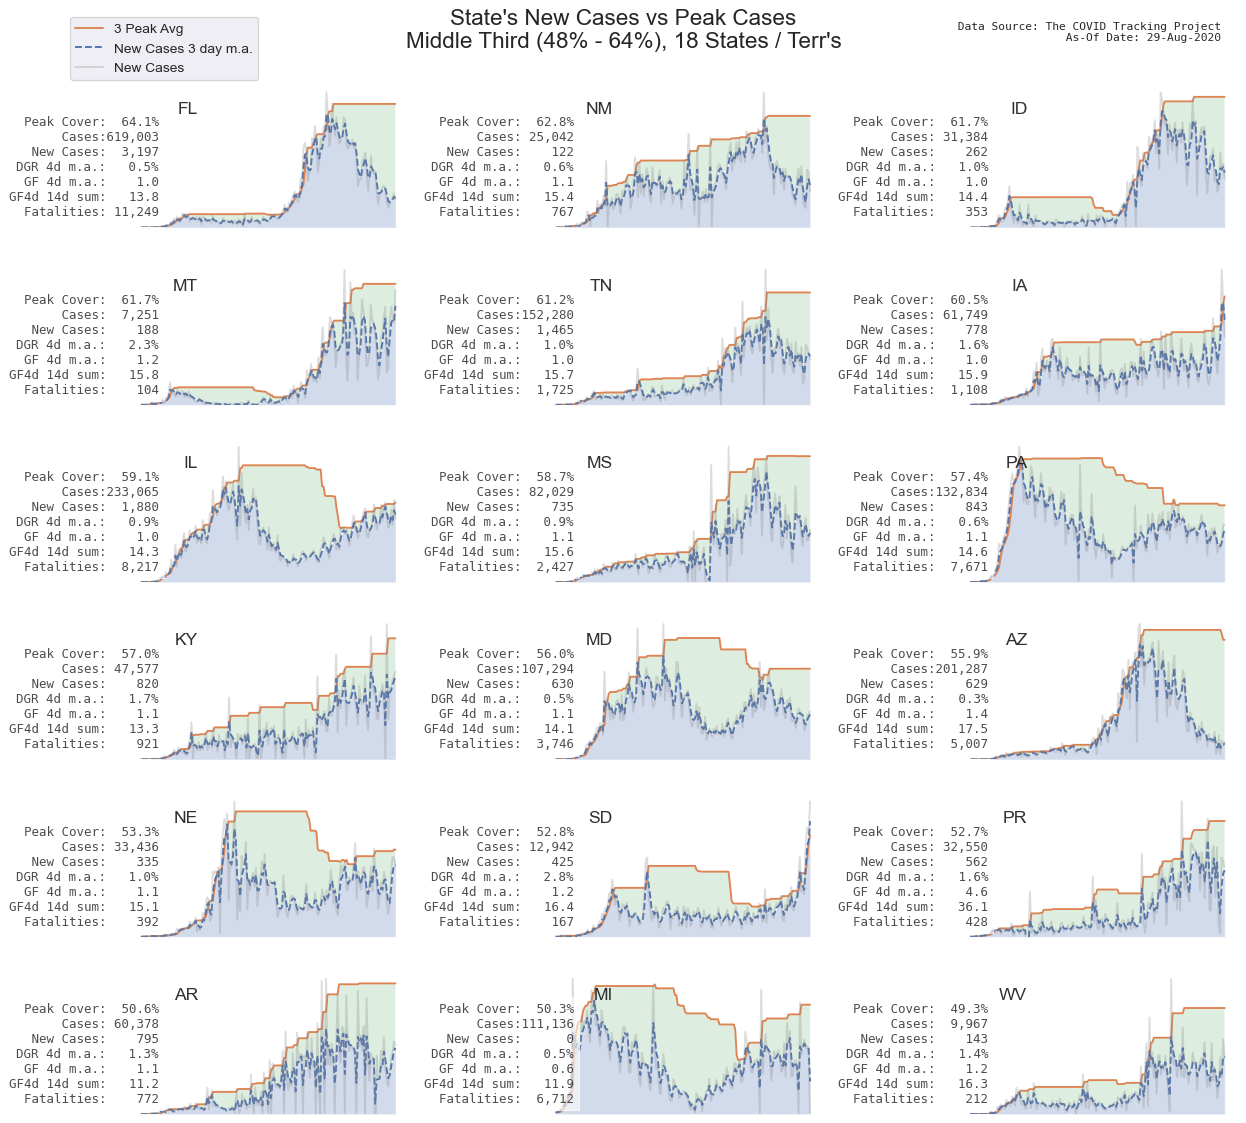 State's New Cases vs Peak Cases
Middle Third (48% - 64%), 18 States / Terr's
3 Peak Avg
New Cases 3 day m.a.
New Cases
Data Source: The COVID Tracking Project
As-Of Date: 29-Aug-2020
FL
Peak Cover: 64.1%
Cases:619,003
New Cases: 3,197
DGR 4d m.a.: 0.5%
GF 4d m.a.: 1.0
GF4d 14d sum: 13.8
Fatalities: 11,249
NM
Peak Cover: 62.8%
Cases: 25,042
New Cases: 122
DGR 4d m.a.: 0.6%
GF 4d m.a.: 1.1
GF4d 14d sum: 15.4
Fatalities: 767
ID
Peak Cover: 61.7%
Cases: 31,384
New Cases: 262
DGR 4d m.a.: 1.0%
GF 4d m.a.: 1.0
GF4d 14d sum: 14.4
Fatalities: 353
MT
Peak Cover: 61.7%
Cases: 7,251
New Cases: 188
DGR 4d m.a.: 2.3%
GF 4d m.a.: 1.2
GF4d 14d sum: 15.8
Fatalities: 104
TN
Peak Cover: 61.2%
Cases:152,280
New Cases: 1,465
DGR 4d m.a.: 1.0%
GF 4d m.a.: 1.0
GF4d 14d sum: 15.7
Fatalities: 1,725
IA
Peak Cover: 60.5%
Cases: 61,749
New Cases: 778
DGR 4d m.a.: 1.6%
GF 4d m.a.: 1.0
GF4d 14d sum: 15.9
Fatalities: 1,108
IL
Peak Cover: 59.1%
Cases:233,065
New Cases: 1,880
DGR 4d m.a.: 0.9%
GF 4d m.a.: 1.0
GF4d 14d sum: 14.3
Fatalities: 8,217
MS
Peak Cover: 58.7%
Cases: 82,029
New Cases: 735
DGR 4d m.a.: 0.9%
GF 4d m.a.: 1.1
GF4d 14d sum: 15.6
Fatalities: 2,427
PA
Peak Cover: 57.4%
Cases:132,834
New Cases: 843
DGR 4d m.a.: 0.6%
GF 4d m.a.: 1.1
GF4d 14d sum: 14.6
Fatalities: 7,671
KY
Peak Cover: 57.0%
Cases: 47,577
New Cases: 820
DGR 4d m.a.: 1.7%
GF 4d m.a.: 1.1
GF4d 14d sum: 13.3
Fatalities: 921
MD
Peak Cover: 56.0%
Cases:107,294
New Cases: 630
DGR 4d m.a.: 0.5%
GF 4d m.a.: 1.1
GF4d 14d sum: 14.1
Fatalities: 3,746
AZ
Peak Cover: 55.9%
Cases:201,287
New Cases: 629
DGR 4d m.a.: 0.3%
GF 4d m.a.: 1.4
GF4d 14d sum: 17.5
Fatalities: 5,007
NE
Peak Cover: 53.3%
Cases: 33,436
New Cases: 335
DGR 4d m.a.: 1.0%
GF 4d m.a.: 1.1
GF4d 14d sum: 15.1
Fatalities: 392
SD
Peak Cover: 52.8%
Cases: 12,942
New Cases: 425
DGR 4d m.a.: 2.8%
GF 4d m.a.: 1.2
GF4d 14d sum: 16.4
Fatalities: 167
PR
Peak Cover: 52.7%
Cases: 32,550
New Cases: 562
DGR 4d m.a.: 1.6%
GF 4d m.a.: 4.6
GF4d 14d sum: 36.1
Fatalities: 428
AR
Peak Cover: 50.6%
Cases: 60,378
New Cases: 795
DGR 4d m.a.: 1.3%
GF 4d m.a.: 1.1
GF4d 14d sum: 11.2
Fatalities: 772
MI
Peak Cover: 50.3%
Cases:111,136
New Cases: 0
DGR 4d m.a.: 0.5%
GF 4d m.a.: 0.6
GF4d 14d sum: 11.9
Fatalities: 6,712
WV
Peak Cover: 49.3%
Cases: 9,967
New Cases: 143
DGR 4d m.a.: 1.4%
GF 4d m.a.: 1.2
GF4d 14d sum: 16.3
Fatalities: 212